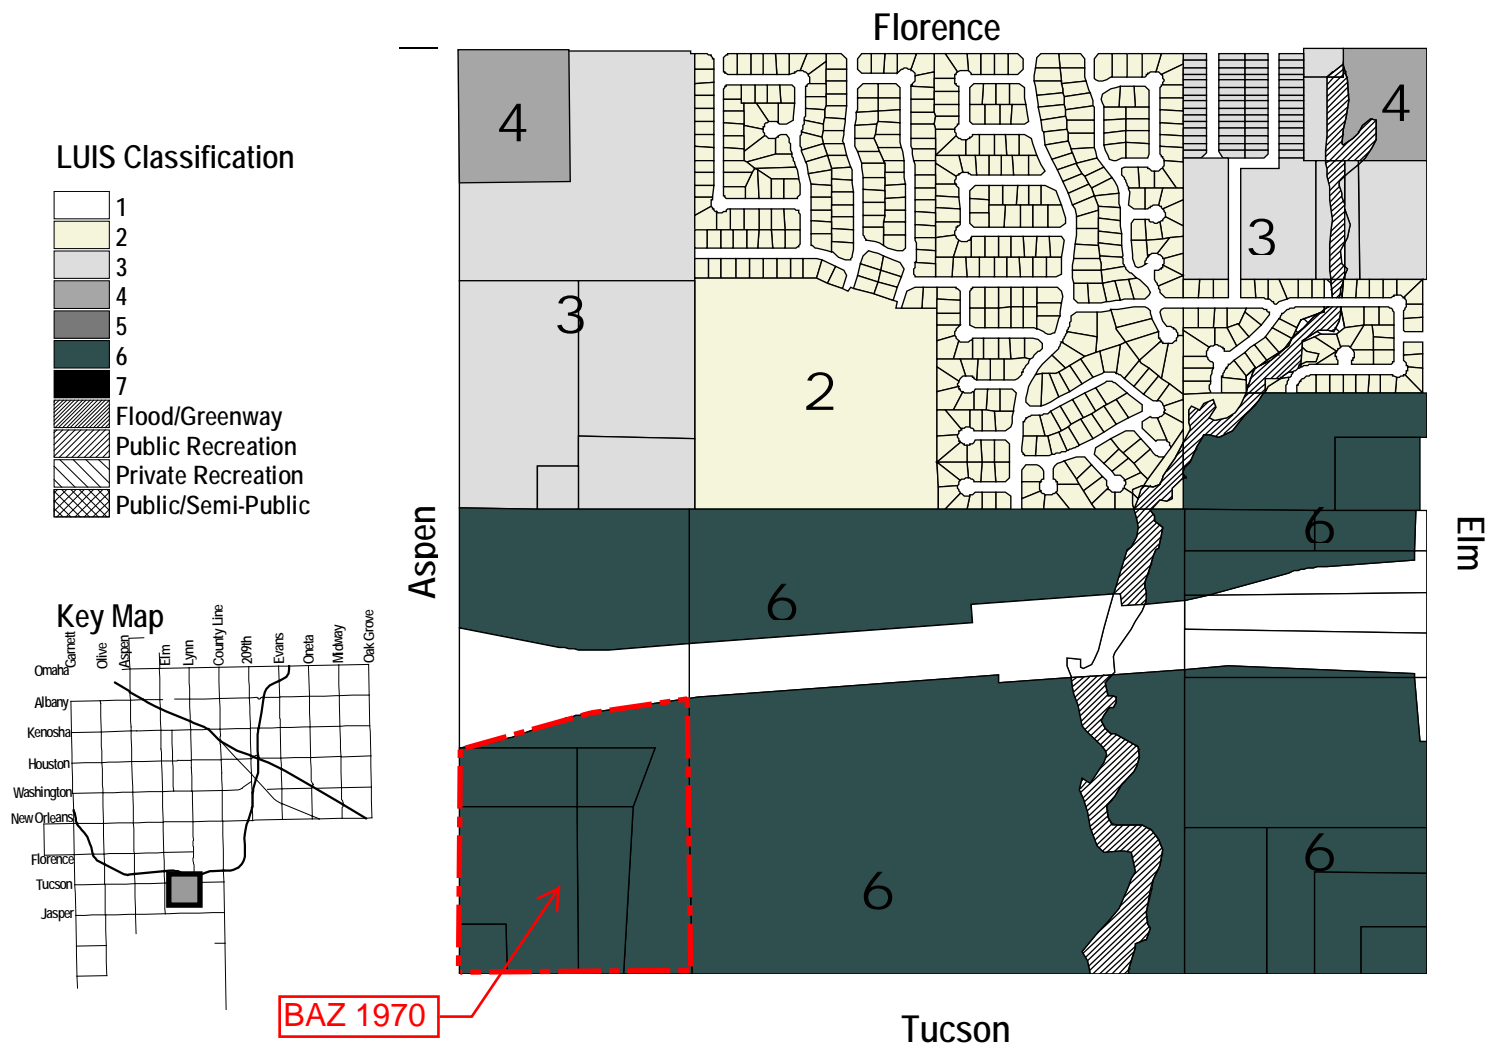 Florence
4
4
LUIS Classification
1
2
3
4
5
6
7
Flood/Greenway
Public Recreation
Private Recreation
Public/Semi-Public
3
3
2
Aspen
Elm
6
6
6
6
Key Map
Garnett
Olive
Aspen
Elm
Lynn
County Line
209th
Evans
Oneta
Midway
Oak Grove
Omaha
Albany
Kenosha
Houston
Washington
New Orleans
Florence
Tucson
Jasper
BAZ 1970
Tucson